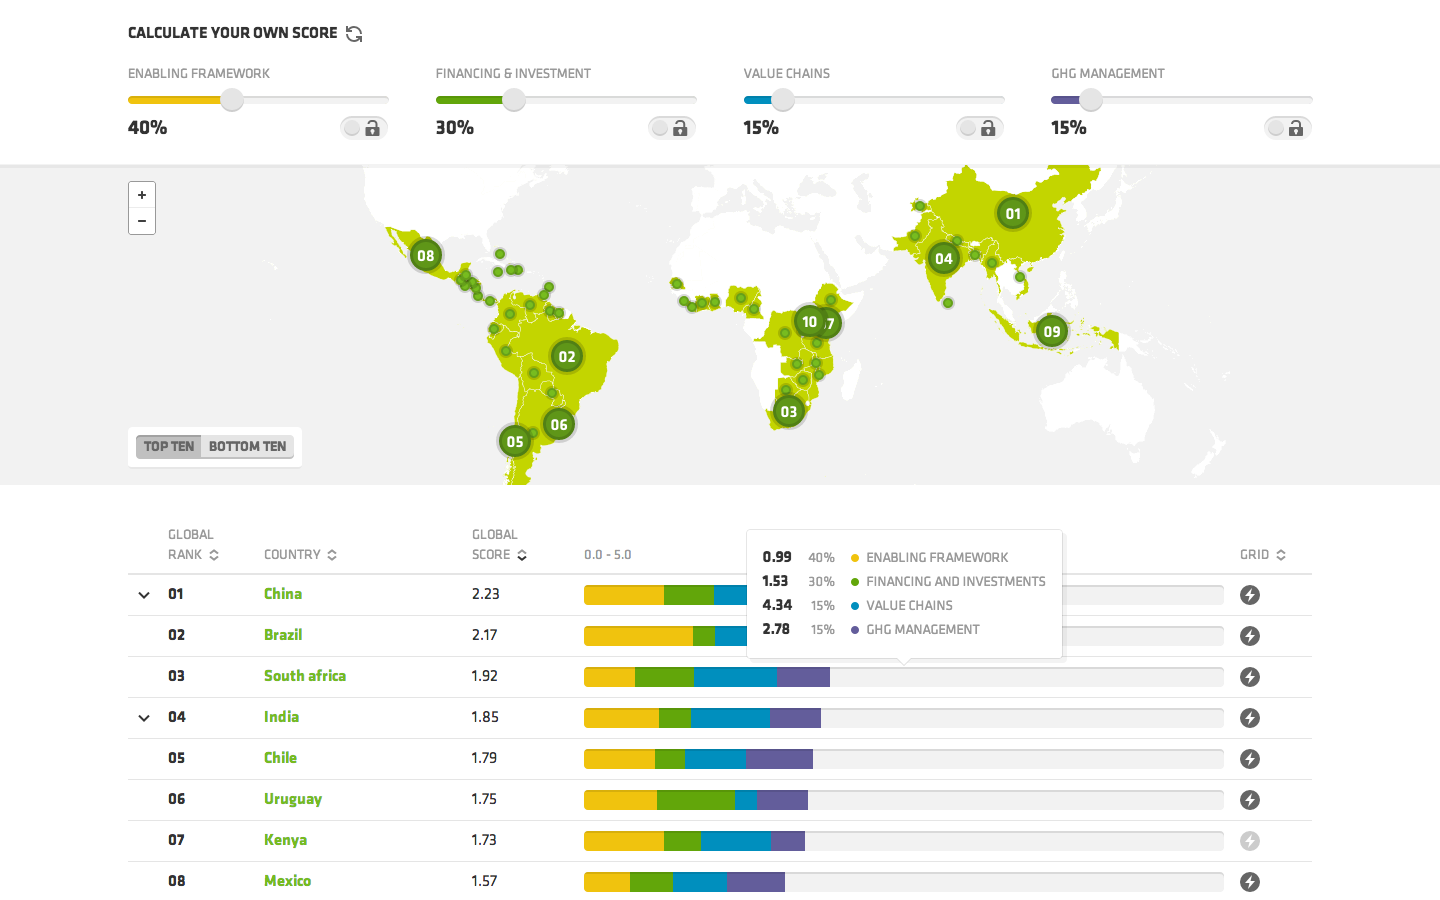 CALCULATE YOUR OWN SCORE
ENABLING FRAMEWORK FINANCING & INVESTMENT VALUE CHAINS GHG MANAGEMENT
40% 30% 15% 15%
+
−
01
08
04
10 7
09
02
03
06
05
TOP TEN BOTTOM TEN
GLOBAL RANK COUNTRY GLOBAL SCORE 0.0 - 5.0 GRID
0.99 40% ENABLING FRAMEWORK
1.53 30% FINANCING AND INVESTMENTS
4.34 15% VALUE CHAINS
2.78 15% GHG MANAGEMENT
01 China 2.23
02 Brazil 2.17
03 South africa 1.92
04 India 1.85
05 Chile 1.79
06 Uruguay 1.75
07 Kenya 1.73
08 Mexico 1.57